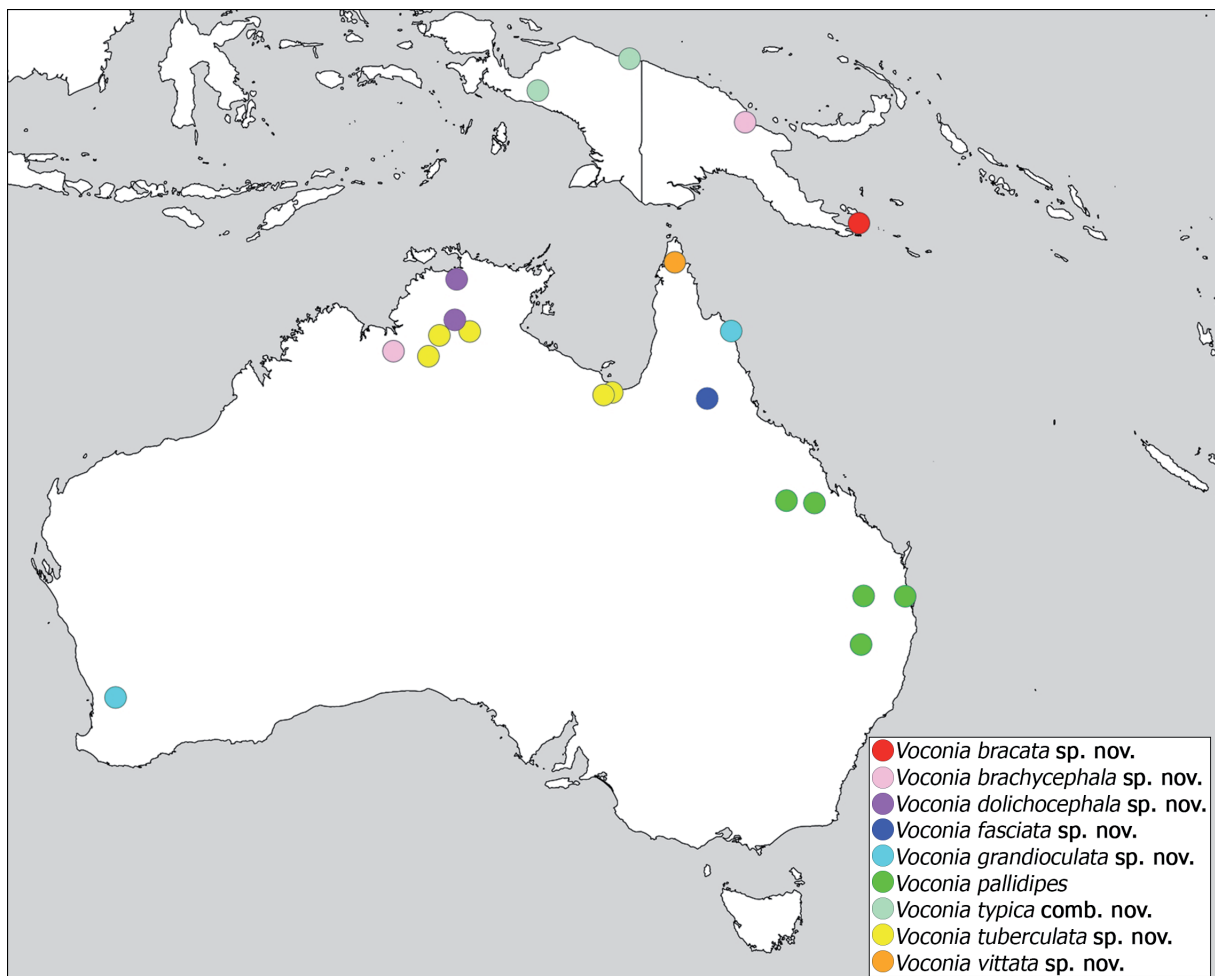 Voconia bracata sp. nov.
Voconia brachycephala sp. nov.
Voconia dolichocephala sp. nov.
Voconia fasciata sp. nov.
Voconia grandioculata sp. nov.
Voconia pallidipes
Voconia typica comb. nov.
Voconia tuberculata sp. nov.
Voconia vittata sp. nov.